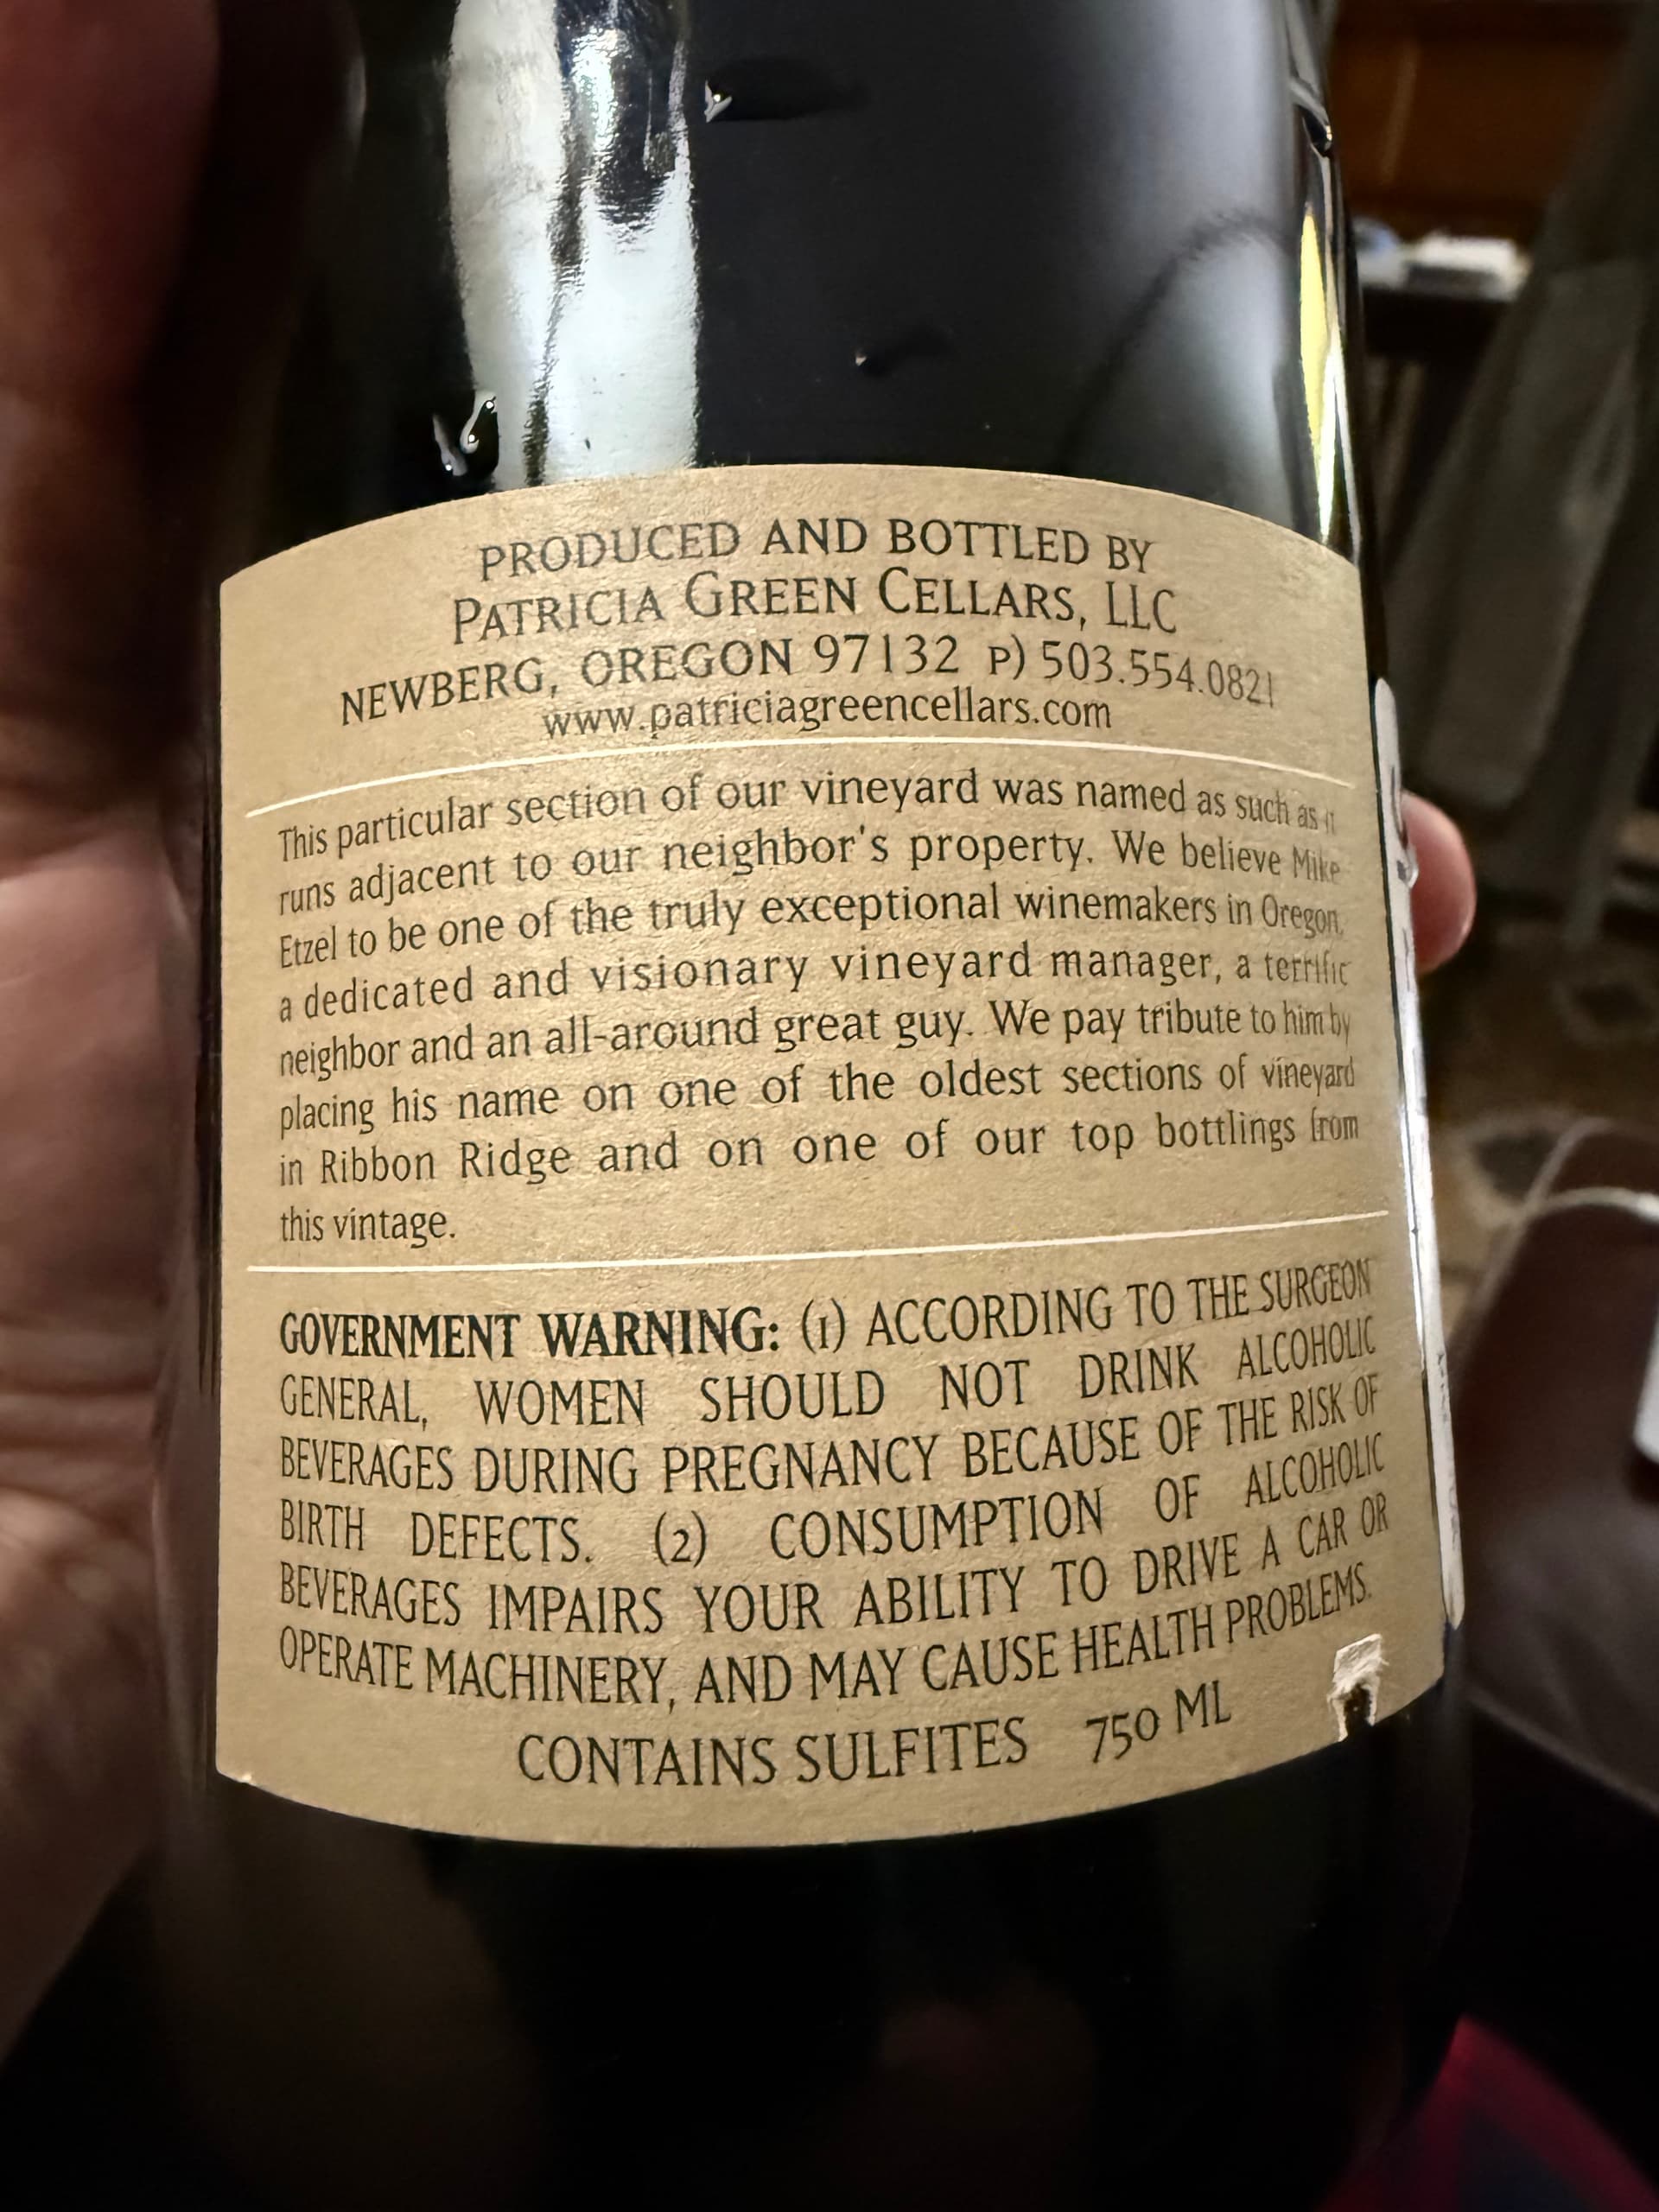 PRODUCED AND BOTTLED BY
PATRICIA GREEN CELLARS, LLC
NEWBERG, OREGON 97132 P) 503.554.0821
www.patriciagreencellars.com
This particular section of our vineyard was named as such as it
runs adjacent to our neighbor's property. We believe Mike
Etzel to be one of the truly exceptional winemakers in Oregon,
a dedicated and visionary vineyard manager, a terrific
neighbor and an all-around great guy. We pay tribute to him by
placing his name on one of the oldest sections of vineyard
in Ribbon Ridge and on one of our top bottlings from
this vintage.
GOVERNMENT WARNING: (1) ACCORDING TO THE SURGEON
GENERAL, WOMEN SHOULD NOT DRINK ALCOHOLIC
BEVERAGES DURING PREGNANCY BECAUSE OF THE RISK OF
BIRTH DEFECTS. (2) CONSUMPTION OF ALCOHOLIC
BEVERAGES IMPAIRS YOUR ABILITY TO DRIVE A CAR OR
OPERATE MACHINERY, AND MAY CAUSE HEALTH PROBLEMS.
CONTAINS SULFITES 750 ML